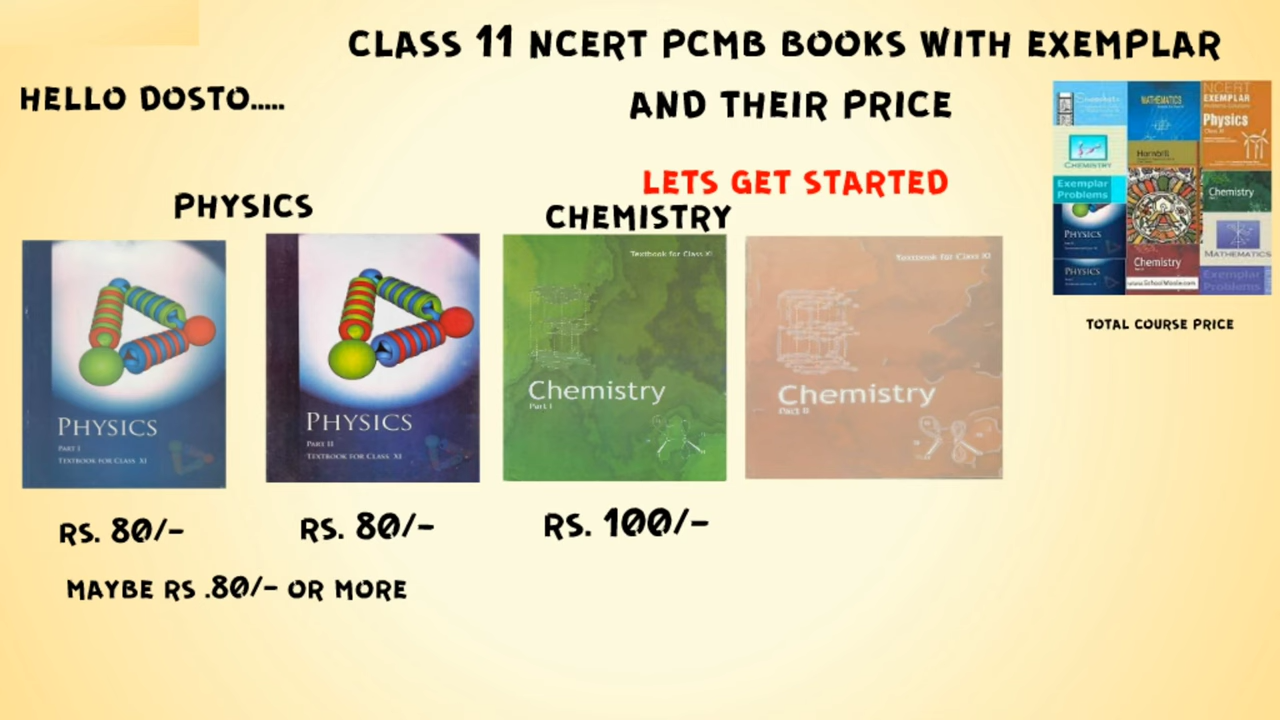 CLASS 11 NCERT PCMB BOOKS WITH EXEMPLAR
HELLO DOSTO.....
AND THEIR PRICE
LETS GET STARTED
PHYSICS
CHEMISTRY
PHYSICS
PART I
TEXTBOOK FOR CLASS XI
PHYSICS
PART II
TEXTBOOK FOR CLASS XI
Textbook for Class XI
Chemistry
Part I
Textbook for Class XI
Chemistry
Part II
MATHEMATICS
NCERT
EXEMPLAR
Physics
CHEMISTRY
Exemplar
Problems
Chemistry
PHYSICS
MATHEMATICS
Chemistry
PHYSICS
Exemplar
Problems
TOTAL COURSE PRICE
RS. 80/-
RS. 80/-
RS. 100/-
MAYBE RS .80/- OR MORE